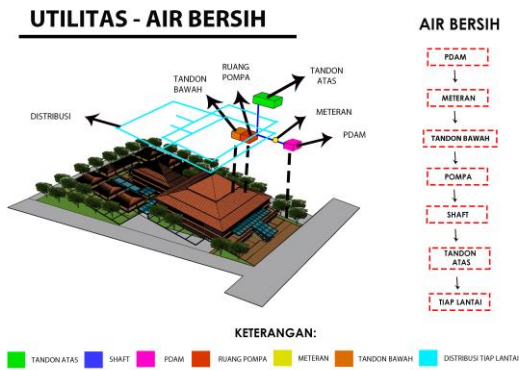 UTILITAS - AIR BERSIH
AIR BERSIH
RUANG
POMPA
TANDON
BAWAH
TANDON
ATAS
DISTRIBUSI
METERAN
PDAM
PDAM
METERAN
TANDON BAWAH
POMPA
SHAFT
TANDON
ATAS
TIAP LANTAI
KETERANGAN:
TANDON ATAS
SHAFT
PDAM
RUANG POMPA
METERAN
TANDON BAWAH
DISTRIBUSI TIAP LANTAI